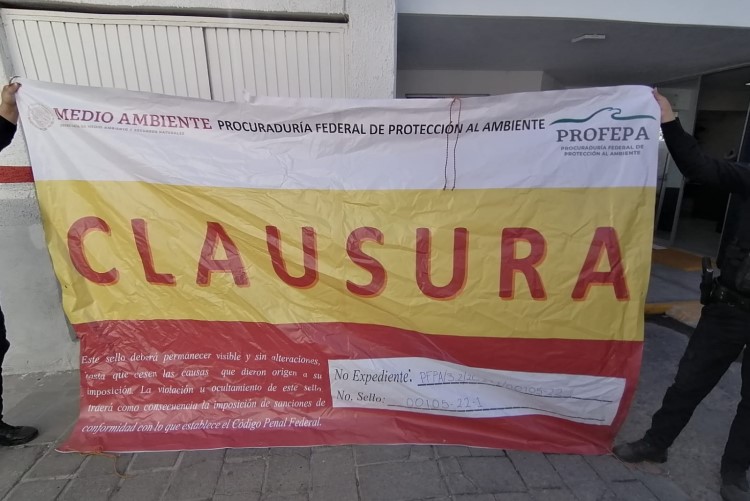 MEDIO AMBIENTE
PROCURADURÍA FEDERAL DE PROTECCIÓN AL AMBIENTE
PROFEPA
PROCURADURÍA FEDERAL DE
PROTECCIÓN AL AMBIENTE
CLAUSURA
Este sello deberá permanecer visible y sin alteraciones,
hasta que cesen las causas que dieron origen a su
imposición. La violación u ocultamiento de este sello
traerá como consecuencia la imposición de sanciones de
conformidad con lo que establece el Código Penal Federal.
No Expediente.
No. Sello: 00105-22-1